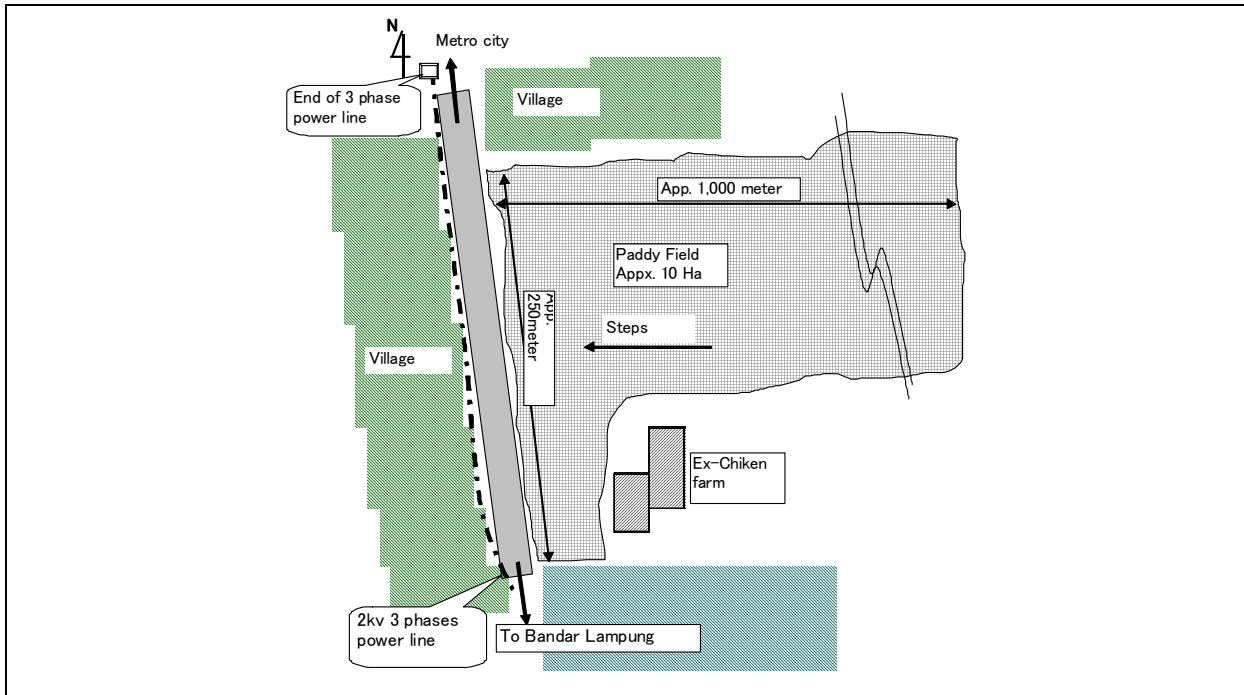 N
Metro city
End of 3 phase
power line
Village
App. 1,000 meter
Paddy Field
Appx. 10 Ha
App.
250meter
Steps
Village
Ex-Chiken
farm
2kv 3 phases
power line
To Bandar Lampung